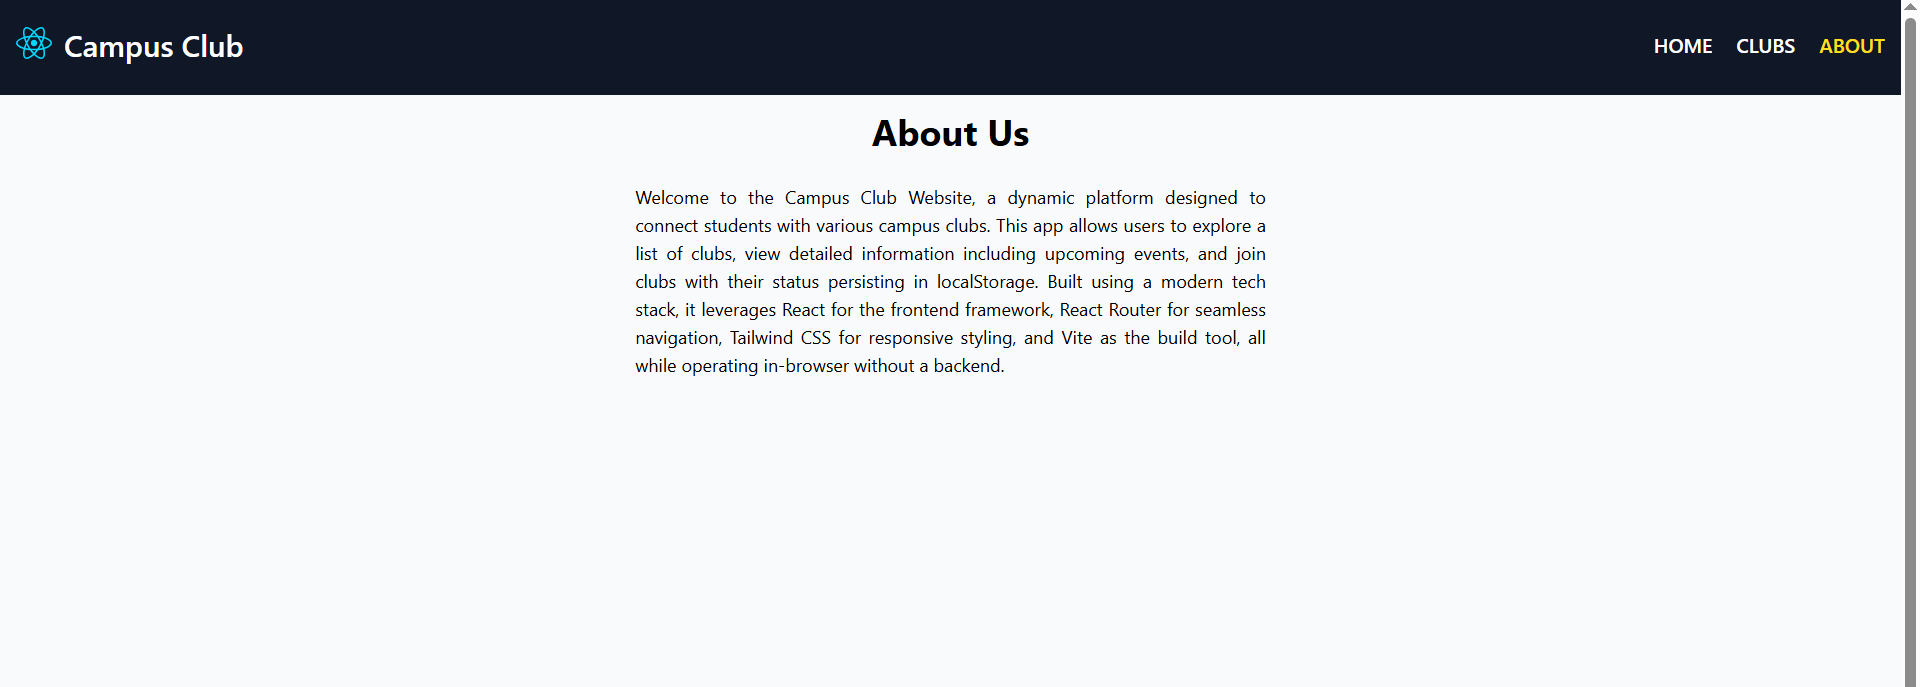 Campus Club
HOME CLUBS ABOUT
About Us
Welcome to the Campus Club Website, a dynamic platform designed to
connect students with various campus clubs. This app allows users to explore a
list of clubs, view detailed information including upcoming events, and join
clubs with their status persisting in localStorage. Built using a modern tech
stack, it leverages React for the frontend framework, React Router for seamless
navigation, Tailwind CSS for responsive styling, and Vite as the build tool, all
while operating in-browser without a backend.